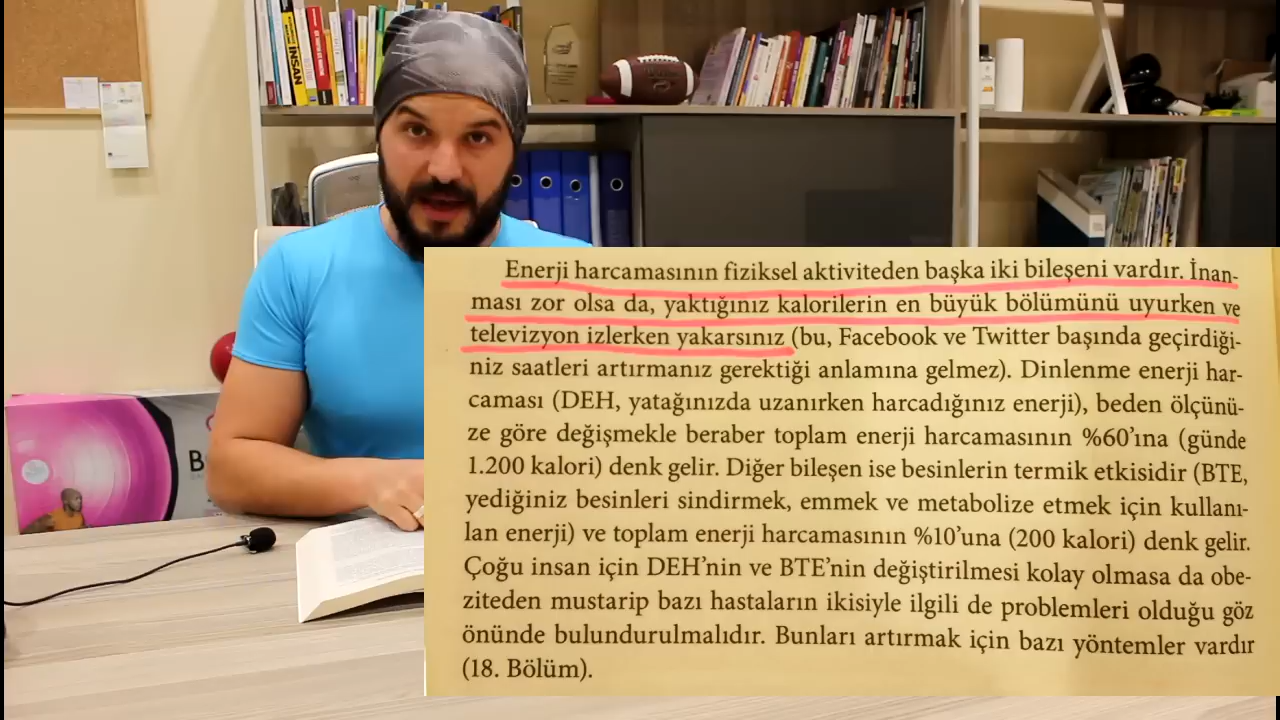 İNSAN
B
Enerji harcamasının fiziksel aktiviteden başka iki bileşeni vardır. İnan-
ması zor olsa da, yaktığınız kalorilerin en büyük bölümünü uyurken ve
televizyon izlerken yakarsınız (bu, Facebook ve Twitter başında geçirdiği-
niz saatleri artırmanız gerektiği anlamına gelmez). Dinlenme enerji har-
caması (DEH, yatağınızda uzanırken harcadığınız enerji), beden ölçünü-
ze göre değişmekle beraber toplam enerji harcamasının %60’ına (günde
1.200 kalori) denk gelir. Diğer bileşen ise besinlerin termik etkisidir (BTE,
yediğiniz besinleri sindirmek, emmek ve metabolize etmek için kullanı-
lan enerji) ve toplam enerji harcamasının %10’una (200 kalori) denk gelir.
Çoğu insan için DEH’nin ve BTE’nin değiştirilmesi kolay olmasa da obe-
ziteden mustarip bazı hastaların ikisiyle ilgili de problemleri olduğu göz
önünde bulundurulmalıdır. Bunları artırmak için bazı yöntemler vardır
(18. Bölüm).